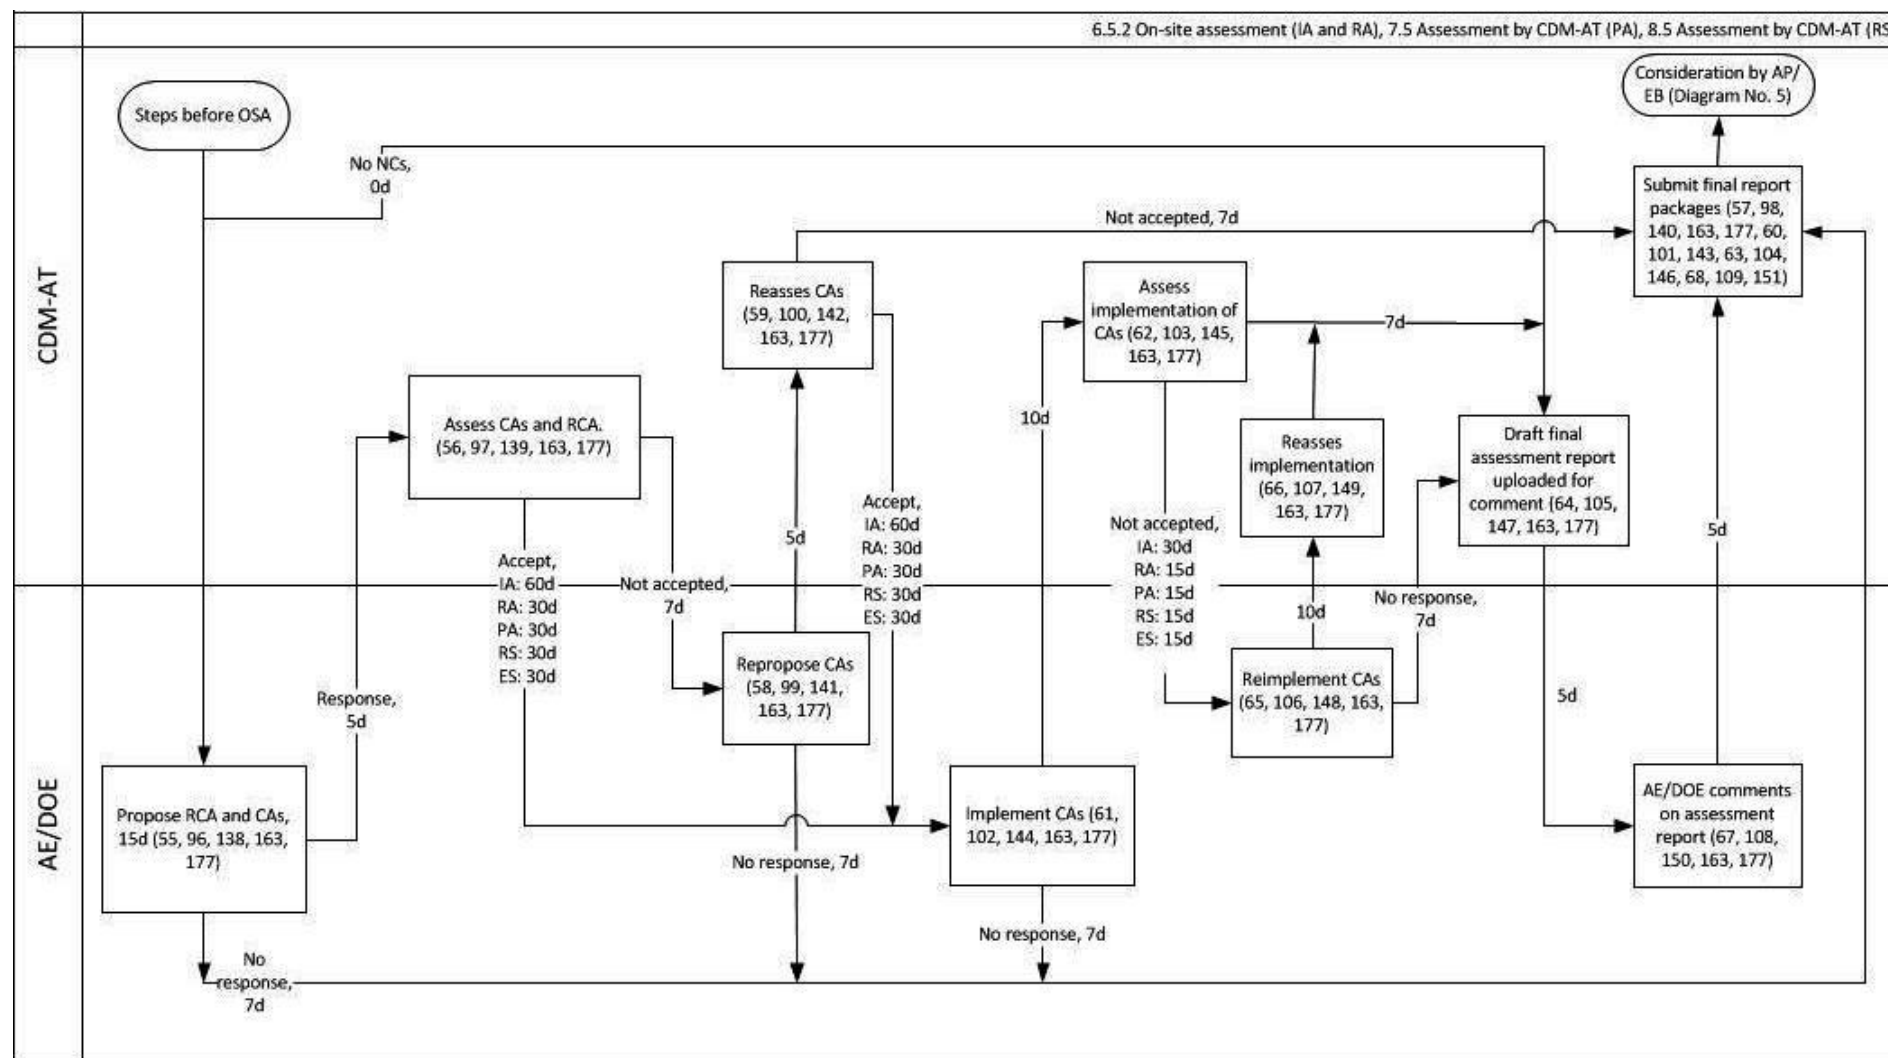 6.5.2 On-site assessment (IA and RA), 7.5 Assessment by CDM-AT (PA), 8.5 Assessment by CDM-AT (RS
CDM-AT
Steps before OSA
No NCs,
0d
Consideration by AP/
EB (Diagram No. 5)
Submit final report
packages (57, 98,
140, 163, 177, 60,
101, 143, 63, 104,
146, 68, 109, 151)
Not accepted, 7d
Reasses CAs
(59, 100, 142,
163, 177)
Assess
implementation of
CAs (62, 103, 145,
163, 177)
7d
Assess CAs and RCA.
(56, 97, 139, 163, 177)
10d
Reasses
implementation
(66, 107, 149,
163, 177)
Draft final
assessment report
uploaded for
comment (64, 105,
147, 163, 177)
Accept,
IA: 60d
RA: 30d
PA: 30d
RS: 30d
ES: 30d
Not accepted,
7d
5d
Accept,
IA: 60d
RA: 30d
PA: 30d
RS: 30d
ES: 30d
Not accepted,
IA: 30d
RA: 15d
PA: 15d
RS: 15d
ES: 15d
10d
No response,
7d
5d
AE/DOE
Response,
5d
Repropose CAs
(58, 99, 141,
163, 177)
Reimplement CAs
(65, 106, 148, 163,
177)
5d
Propose RCA and CAs,
15d (55, 96, 138, 163,
177)
Implement CAs (61,
102, 144, 163, 177)
AE/DOE comments
on assessment
report (67, 108,
150, 163, 177)
No response, 7d
No response, 7d
No
response,
7d